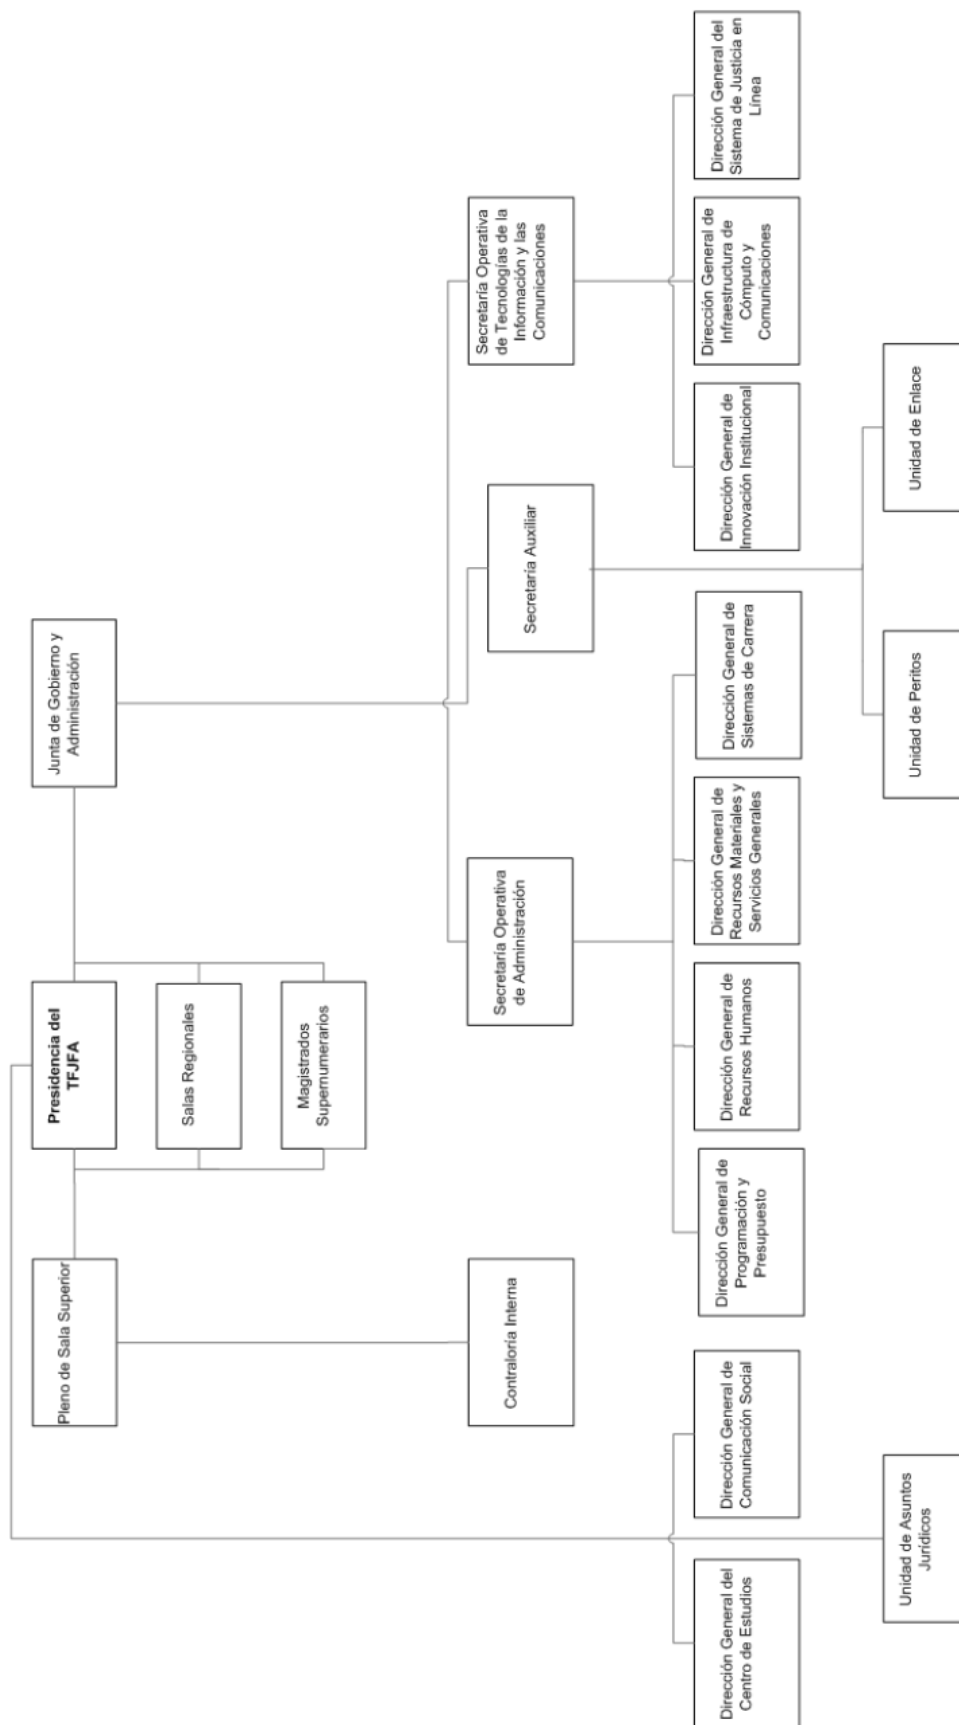 Pleno de Sala Superior
Presidencia del
TFJFA
Junta de Gobierno y
Administración
Salas Regionales
Magistrados
Supernumerarios
Contraloría Interna
Secretaría Operativa
de Administración
Secretaría Auxiliar
Secretaría Operativa
de Tecnologías de la
Información y las
Comunicaciones
Dirección General del
Centro de Estudios
Dirección General de
Comunicación Social
Dirección General de
Programación y
Presupuesto
Dirección General de
Recursos Humanos
Dirección General de
Recursos Materiales y
Servicios Generales
Dirección General de
Sistemas de Carrera
Dirección General de
Innovación Institucional
Dirección General de
Infraestructura de
Cómputo y
Comunicaciones
Dirección General del
Sistema de Justicia en
Línea
Unidad de Asuntos
Jurídicos
Unidad de Peritos
Unidad de Enlace